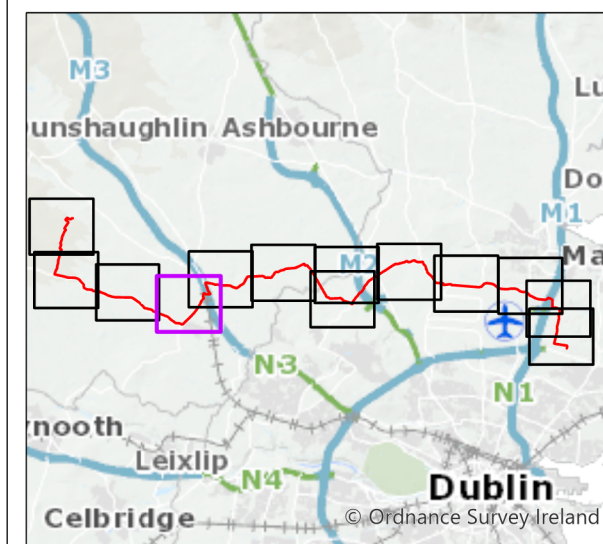 M3
Lu
unshaughlin Ashbourne
Do
M1
M2
Ma
N3
N1
ynooth
Leixlip
N4
Dublin
Celbridge
© Ordnance Survey Ireland